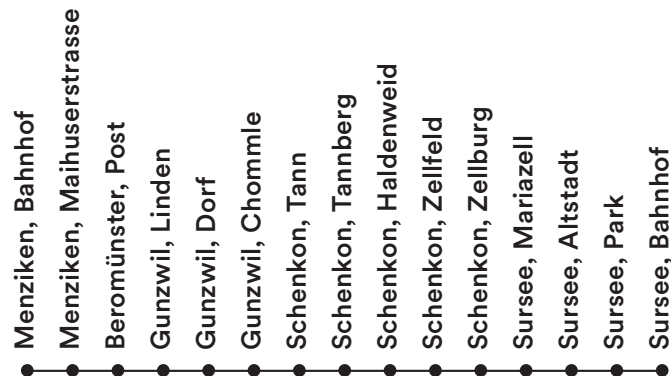 Menziken, Bahnhof
Menziken, Maihuserstrasse
Beromünster, Post
Gunzwil, Linden
Gunzwil, Dorf
Gunzwil, Chommle
Schenkon, Tann
Schenkon, Tannberg
Schenkon, Haldenweid
Schenkon, Zellfeld
Schenkon, Zellburg
Sursee, Mariazell
Sursee, Altstadt
Sursee, Park
Sursee, Bahnhof